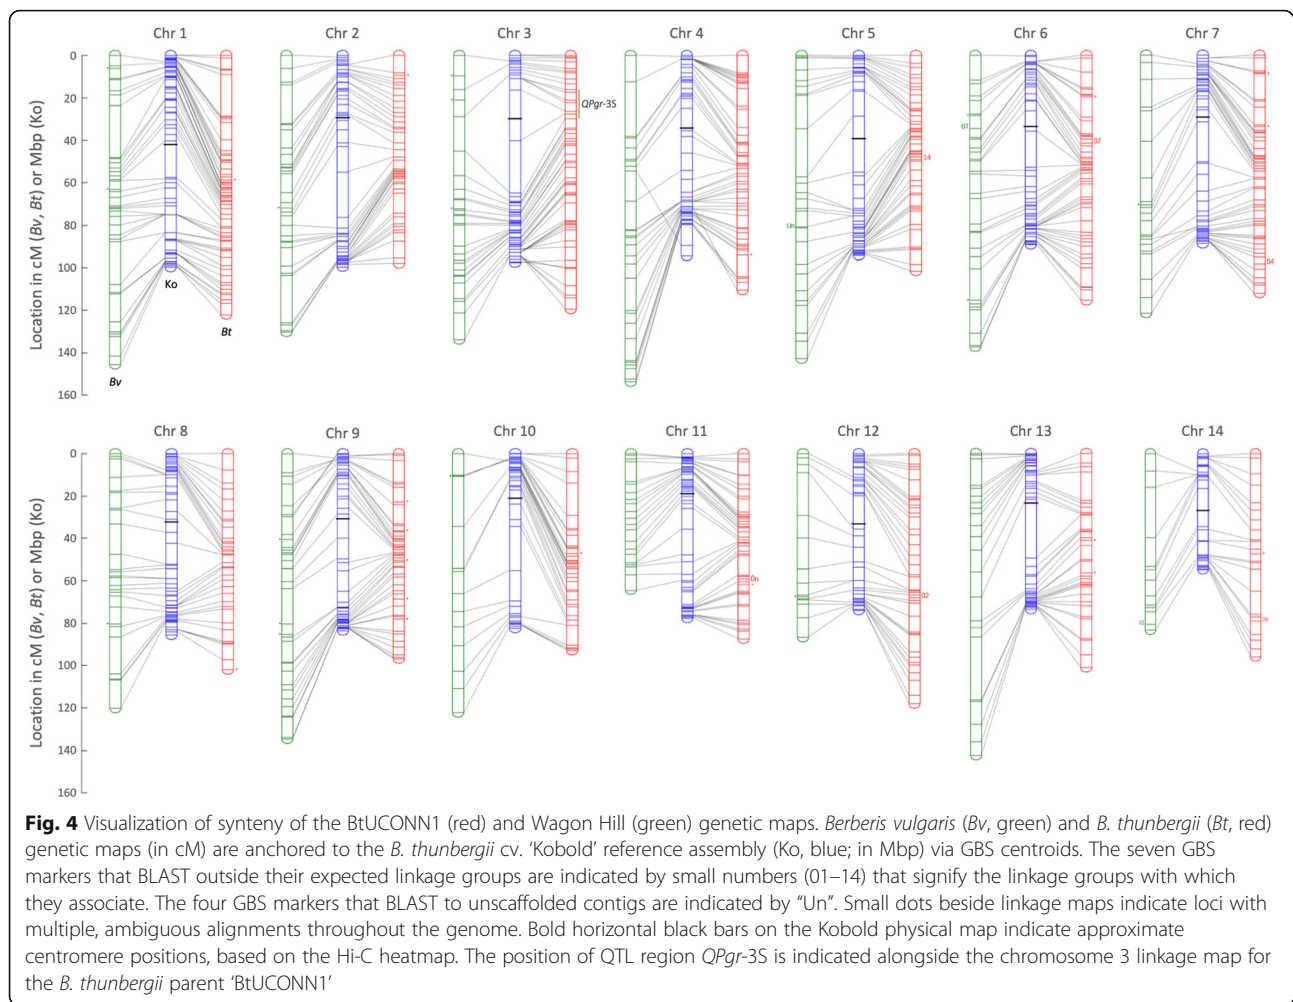 Chr 1 Chr 2 Chr 3 Chr 4 Chr 5 Chr 6 Chr 7
Location in cM (Bv, Bt) or Mbp (Ko)
0
20
40
60
80
100
120
140
160
QPgr-3S
14
Un
07
07
04
Ko
Bt
Bv
Chr 8 Chr 9 Chr 10 Chr 11 Chr 12 Chr 13 Chr 14
Location in cM (Bv, Bt) or Mbp (Ko)
0
20
40
60
80
100
120
140
160
Un
02
01
Fig. 4 Visualization of synteny of the BtUCONN1 (red) and Wagon Hill (green) genetic maps. Berberis vulgaris (Bv, green) and B. thunbergii (Bt, red)
genetic maps (in cM) are anchored to the B. thunbergii cv. ‘Kobold’ reference assembly (Ko, blue; in Mbp) via GBS centroids. The seven GBS
markers that BLAST outside their expected linkage groups are indicated by small numbers (01–14) that signify the linkage groups with which
they associate. The four GBS markers that BLAST to unscaffolded contigs are indicated by “Un”. Small dots beside linkage maps indicate loci with
multiple, ambiguous alignments throughout the genome. Bold horizontal black bars on the Kobold physical map indicate approximate
centromere positions, based on the Hi-C heatmap. The position of QTL region QPgr-3S is indicated alongside the chromosome 3 linkage map for
the B. thunbergii parent ‘BtUCONN1’